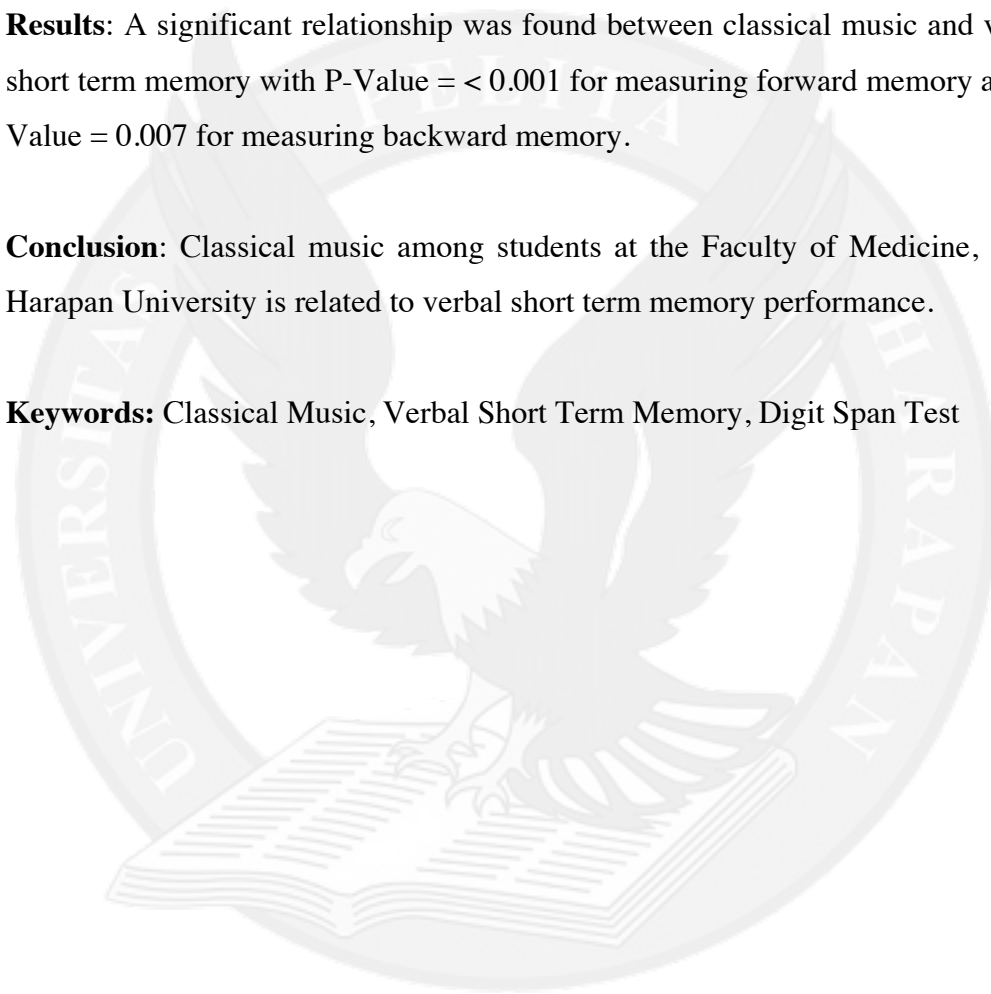 Results: A significant relationship was found between classical music and v
short term memory with P-Value = < 0.001 for measuring forward memory a
Value = 0.007 for measuring backward memory.
Conclusion: Classical music among students at the Faculty of Medicine,
Harapan University is related to verbal short term memory performance.
Keywords: Classical Music, Verbal Short Term Memory, Digit Span Test
UNIVERSITAS PELITA HARAPAN